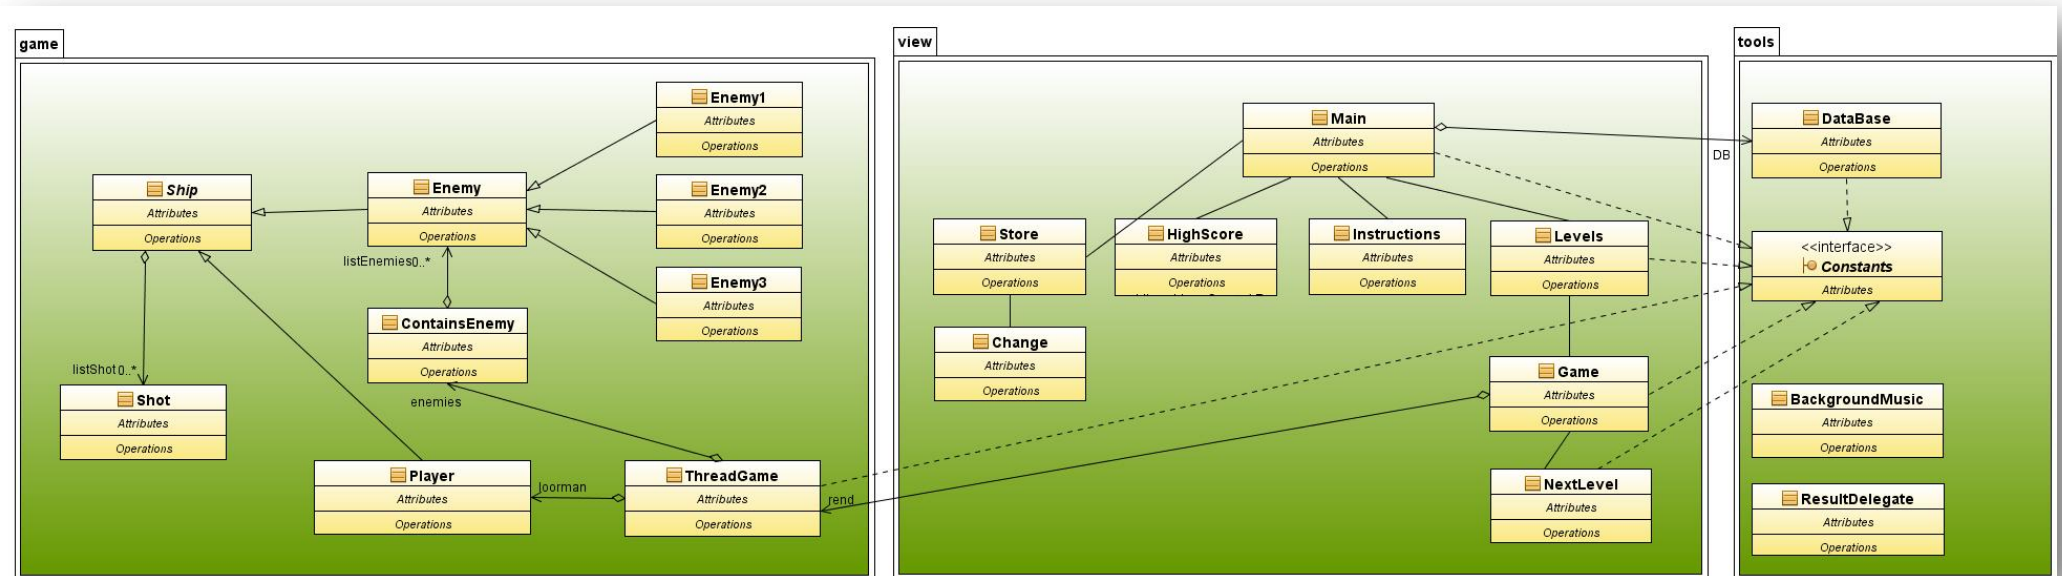 game
Enemy1
Attributes
Operations
Ship
Attributes
Operations
Enemy
Attributes
Operations
Enemy2
Attributes
Operations
listEnemies0..*
Enemy3
Attributes
Operations
ContainsEnemy
Attributes
Operations
listShot0..*
Shot
Attributes
Operations
enemies
Player
Attributes
Operations
ThreadGame
Attributes
Operations
rend
view
Main
Attributes
Operations
Store
Attributes
Operations
HighScore
Attributes
Operations
Instructions
Attributes
Operations
Levels
Attributes
Operations
Change
Attributes
Operations
Game
Attributes
Operations
NextLevel
Attributes
Operations
tools
DataBase
Attributes
Operations
DB
<<interface>>
Constants
Attributes
BackgroundMusic
Attributes
Operations
ResultDelegate
Attributes
Operations